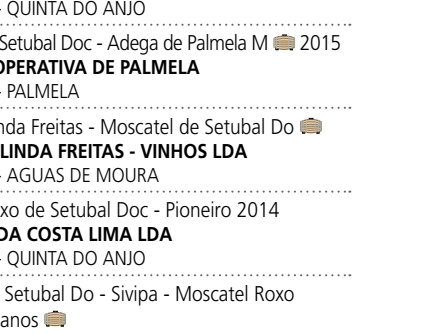 - QUINTA DO ANJO
Setubal Doc - Adega de Palmela M 2015
OPERATIVA DE PALMELA
- PALMELA
nda Freitas - Moscatel de Setubal Do
LINDA FREITAS - VINHOS LDA
- AGUAS DE MOURA
xo de Setubal Doc - Pioneiro 2014
DA COSTA LIMA LDA
- QUINTA DO ANJO
Setubal Do - Sivipa - Moscatel Roxo
anos